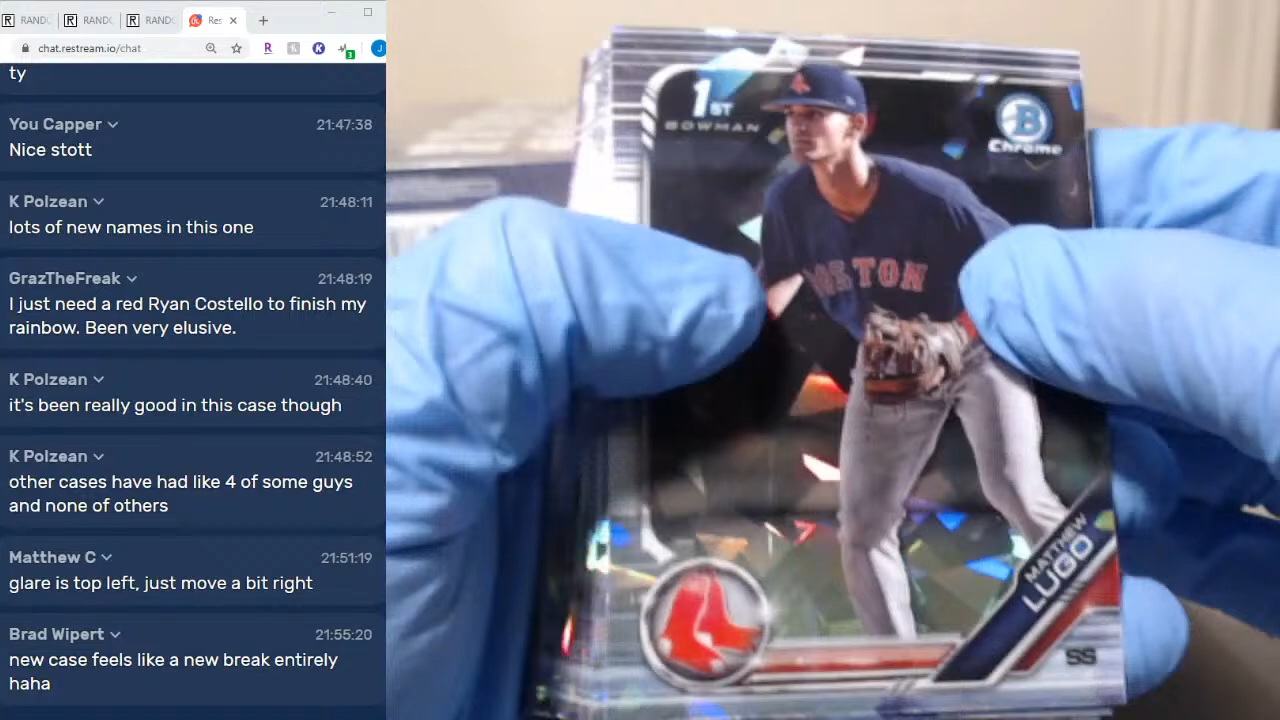 RANDO
RANDO
RANDO
Res
chat.restream.io/chat
3
J
ty
You Capper 21:47:38
Nice stott
K Polzean 21:48:11
lots of new names in this one
GrazTheFreak 21:48:19
I just need a red Ryan Costello to finish my
rainbow. Been very elusive.
K Polzean 21:48:40
it's been really good in this case though
K Polzean 21:48:52
other cases have had like 4 of some guys
and none of others
Matthew C 21:51:19
glare is top left, just move a bit right
Brad Wipert 21:55:20
new case feels like a new break entirely
haha
1ST
BOWMAN
B
Chrome
BOSTON
MATTHEW
LUGO
SS